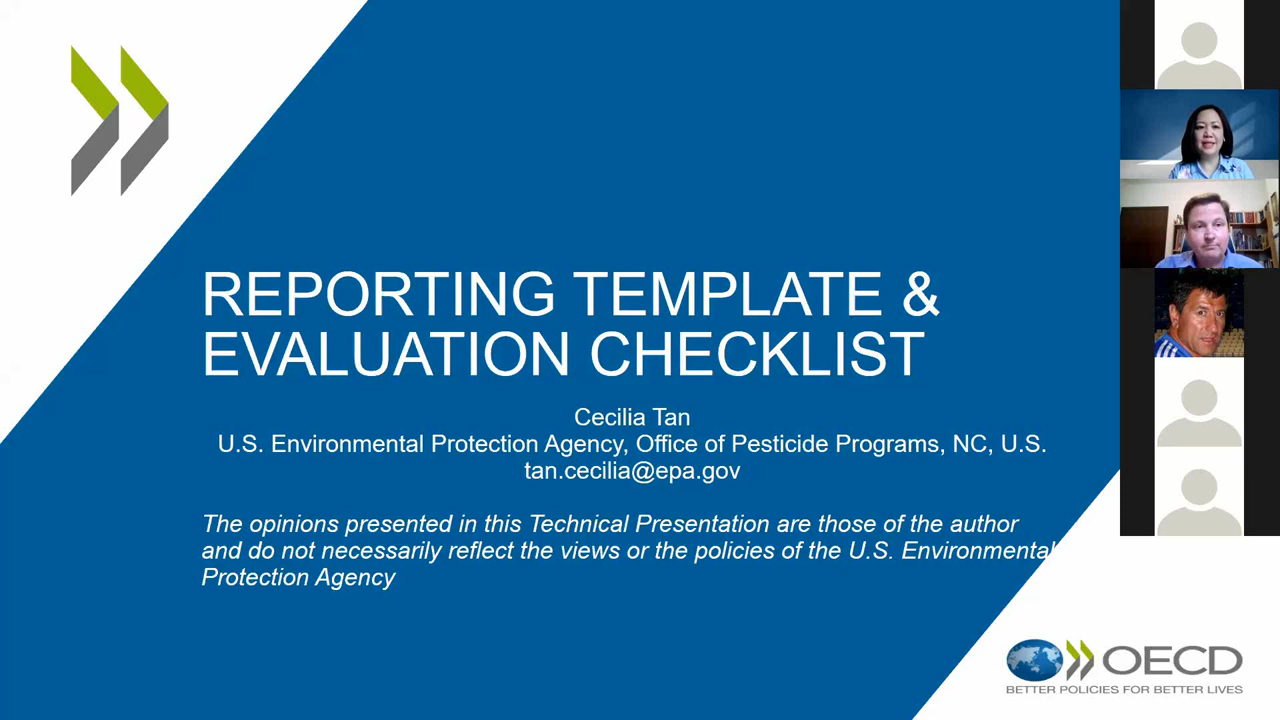 REPORTING TEMPLATE &
EVALUATION CHECKLIST
Cecilia Tan
U.S. Environmental Protection Agency, Office of Pesticide Programs, NC, U.S.
tan.cecilia@epa.gov
The opinions presented in this Technical Presentation are those of the author
and do not necessarily reflect the views or the policies of the U.S. Environmental
Protection Agency
OECD
BETTER POLICIES FOR BETTER LIVES